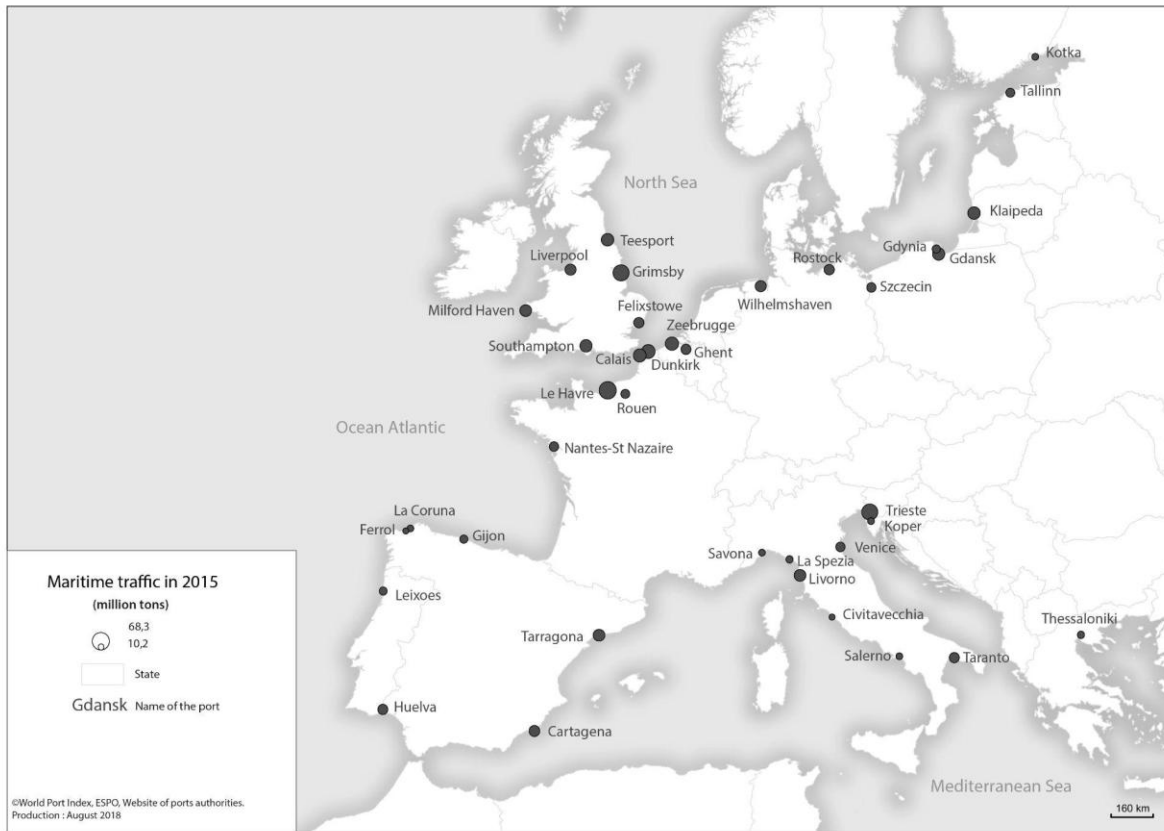 Kotka
Tallinn
North Sea
Klaipeda
Teesport
Gdynia
Gdansk
Liverpool
Rostock
Grimsby
Szczecin
Wilhelmshaven
Milford Haven
Felixstowe
Zeebrugge
Southampton
Ghent
Calais
Dunkirk
Le Havre
Rouen
Ocean Atlantic
Nantes-St Nazaire
La Coruna
Ferrol
Gijon
Trieste
Koper
Savona
Venice
La Spezia
Livorno
Maritime traffic in 2015
(million tons)
68,3
10,2
State
Gdansk Name of the port
Leixoes
Civitavecchia
Thessaloniki
Tarragona
Salerno
Taranto
Huelva
Cartagena
Mediterranean Sea
©World Port Index, ESPO, Website of ports authorities.
Production : August 2018
160 km